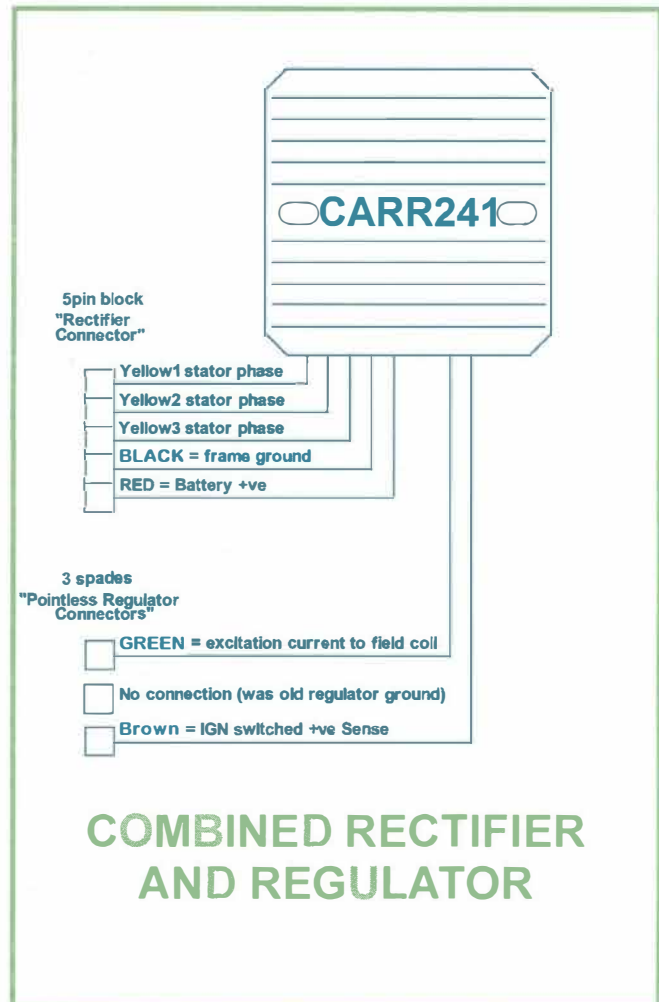 CARR241
5pin block
"Rectifier
Connector"
Yellow1 stator phase
Yellow2 stator phase
Yellow3 stator phase
BLACK = frame ground
RED = Battery +ve
3 spades
"Pointless Regulator
Connectors"
GREEN = excitation current to field coil
No connection (was old regulator ground)
Brown = IGN switched +ve Sense
COMBINED RECTIFIER
AND REGULATOR